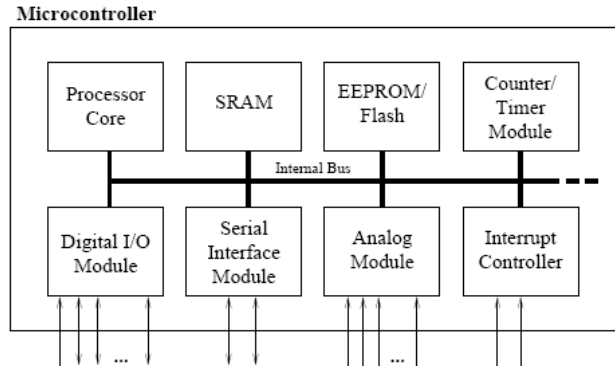 Microcontroller
Processor
Core
SRAM
EEPROM/
Flash
Counter/
Timer
Module
Internal Bus
Digital I/O
Module
Serial
Interface
Module
Analog
Module
Interrupt
Controller
...
...